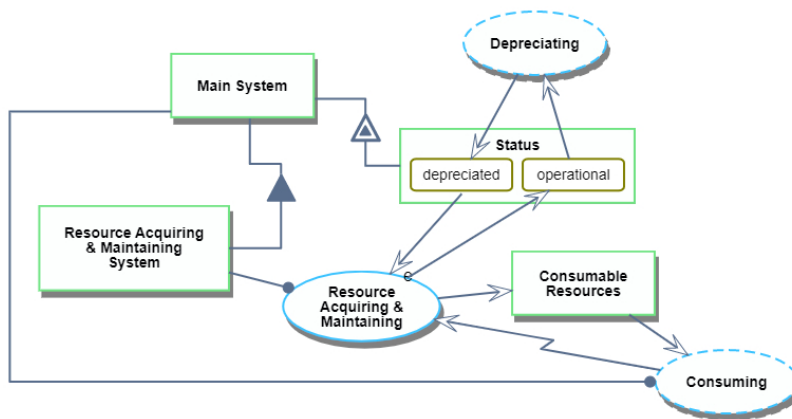 Depreciating
Main System
Status
depreciated
operational
Resource Acquiring
& Maintaining
System
e
Resource
Acquiring &
Maintaining
Consumable
Resources
Consuming